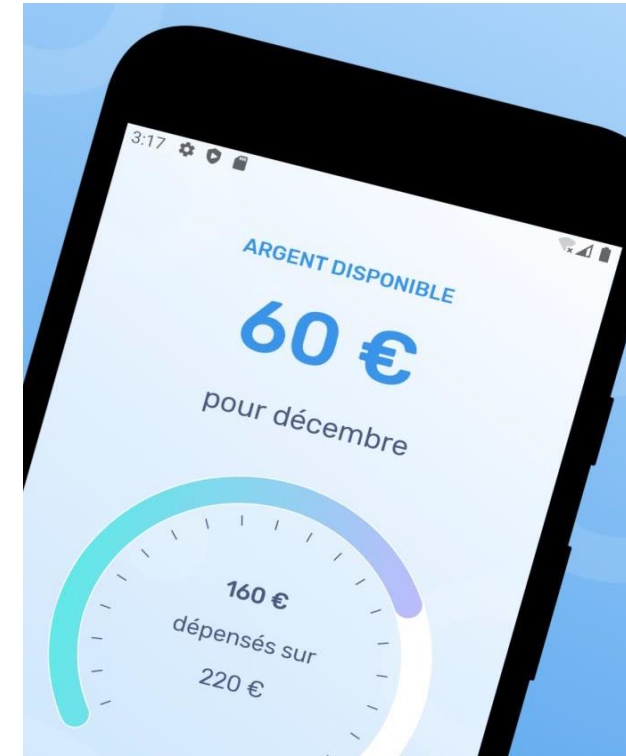 3:17
ARGENT DISPONIBLE
60 €
pour décembre
160 €
dépensés sur
220 €